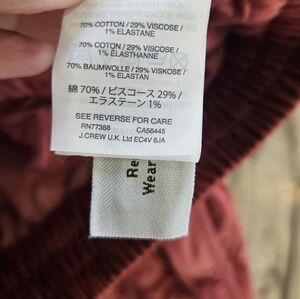 70% COTTON / 29% VISCOSE /
1% ELASTANE
70% COTON / 29% VISCOSE /
1% ELASTHANNE
70% BAUMWOLLE / 29% VISKOSE /
1% ELASTAN
綿 70% / ビスコース 29% /
エラステーン 1%
SEE REVERSE FOR CARE
RN77388 CA56445
J.CREW U.K. Ltd EC4V 6JA
Wear